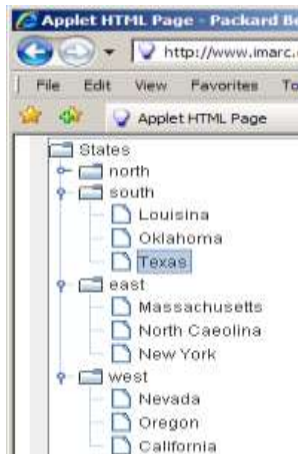 Applet HTML Page - Packard Be
http://www.imarc.
File Edit View Favorites To
Applet HTML Page
States
north
south
Louisina
Oklahoma
Texas
east
Massachusetts
North Caeolina
New York
west
Nevada
Oregon
California